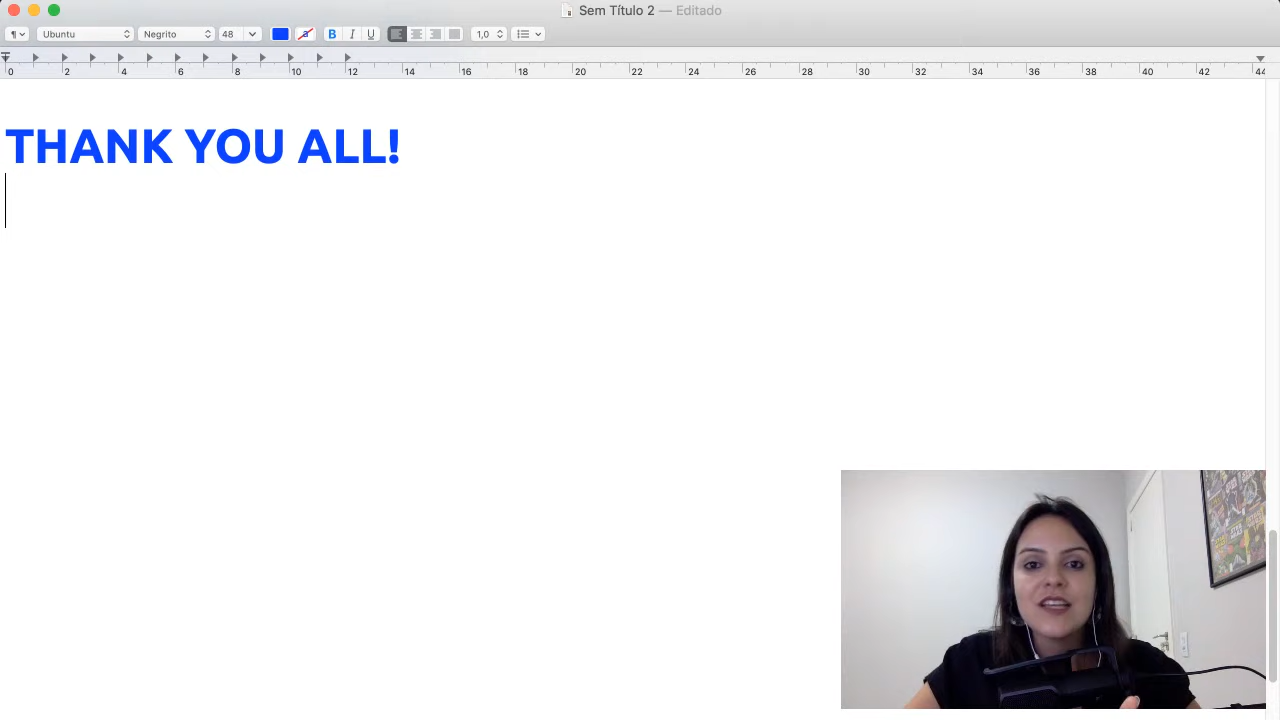 Sem Título 2 — Editado
¶ Ubuntu Negrito 48 a B I U 1,0
0 2 4 6 8 10 12 14 16 18 20 22 24 26 28 30 32 34 36 38 40 42 44
THANK YOU ALL!